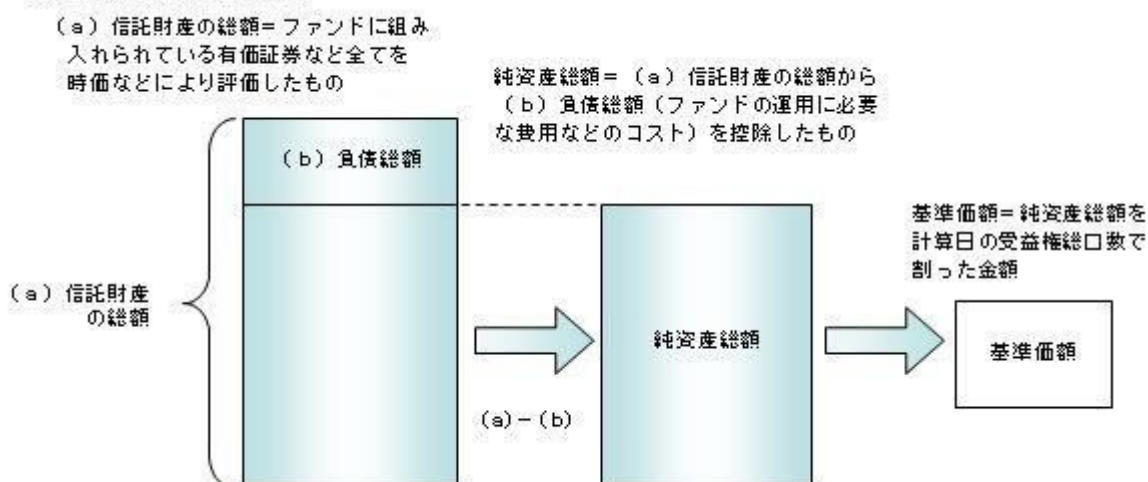 （a）信託財産の総額＝ファンドに組み
入れられている有価証券など全てを
時価などにより評価したもの
純資産総額＝（a）信託財産の総額から
（b）負債総額（ファンドの運用に必要
な費用などのコスト）を控除したもの
（b）負債総額
基準価額＝純資産総額を
計算日の受益権総口数で
割った金額
（a）信託財産
の総額
純資産総額
基準価額
(a)－(b)